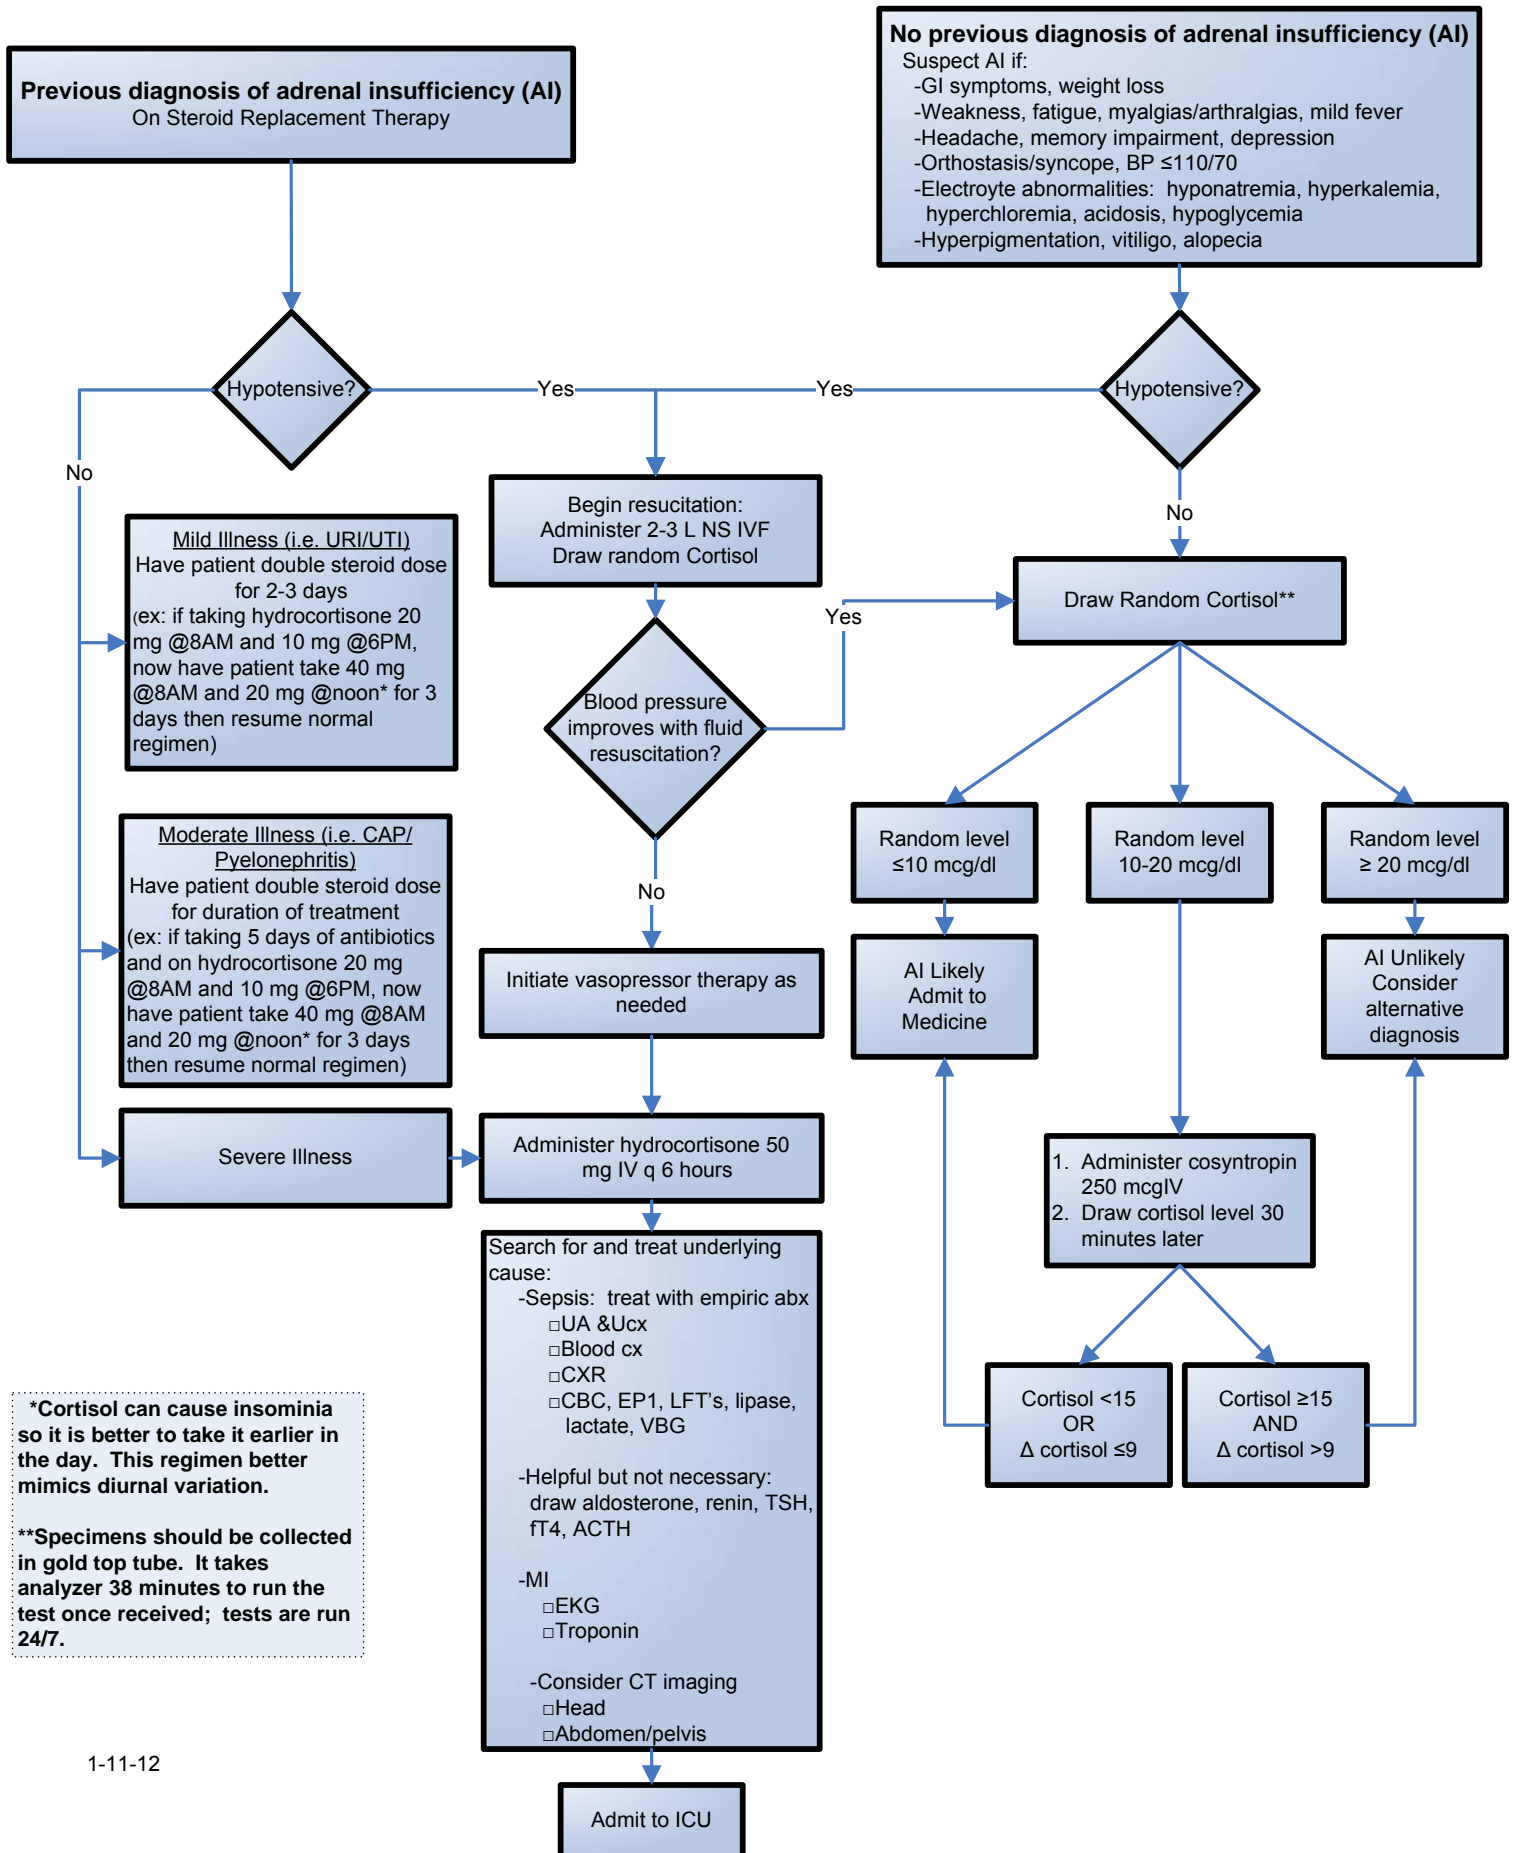 Previous diagnosis of adrenal insufficiency (AI)
On Steroid Replacement Therapy
No previous diagnosis of adrenal insufficiency (AI)
Suspect AI if:
-GI symptoms, weight loss
-Weakness, fatigue, myalgias/arthralgias, mild fever
-Headache, memory impairment, depression
-Orthostasis/syncope, BP ≤110/70
-Electroyte abnormalities:  hyponatremia, hyperkalemia,
hyperchloremia, acidosis, hypoglycemia
-Hyperpigmentation, vitiligo, alopecia
Hypotensive?
Yes
Yes
Hypotensive?
No
No
Mild Illness (i.e. URI/UTI)
Have patient double steroid dose
for 2-3 days
(ex: if taking hydrocortisone 20
mg @8AM and 10 mg @6PM,
now have patient take 40 mg
@8AM and 20 mg @noon* for 3
days then resume normal
regimen)
Begin resucitation:
Administer 2-3 L NS IVF
Draw random Cortisol
Draw Random Cortisol**
Yes
Blood pressure
improves with fluid
resuscitation?
No
Moderate Illness (i.e. CAP/
Pyelonephritis)
Have patient double steroid dose
for duration of treatment
(ex: if taking 5 days of antibiotics
and on hydrocortisone 20 mg
@8AM and 10 mg @6PM, now
have patient take 40 mg @8AM
and 20 mg @noon* for 3 days
then resume normal regimen)
Random level
≤10 mcg/dl
Random level
10-20 mcg/dl
Random level
≥ 20 mcg/dl
Initiate vasopressor therapy as
needed
AI Likely
Admit to
Medicine
AI Unlikely
Consider
alternative
diagnosis
Severe Illness
Administer hydrocortisone 50
mg IV q 6 hours
1. Administer cosyntropin
250 mcgIV
2. Draw cortisol level 30
minutes later
Search for and treat underlying
cause:
-Sepsis:  treat with empiric abx
□UA &Ucx
□Blood cx
□CXR
□CBC, EP1, LFT's, lipase,
lactate, VBG
-Helpful but not necessary:
draw aldosterone, renin, TSH,
fT4, ACTH
-MI
□EKG
□Troponin
-Consider CT imaging
□Head
□Abdomen/pelvis
Cortisol <15
OR
Δ cortisol ≤9
Cortisol ≥15
AND
Δ cortisol >9
*Cortisol can cause insominia
so it is better to take it earlier in
the day.  This regimen better
mimics diurnal variation.
**Specimens should be collected
in gold top tube.  It takes
analyzer 38 minutes to run the
test once received;  tests are run
24/7.
1-11-12
Admit to ICU